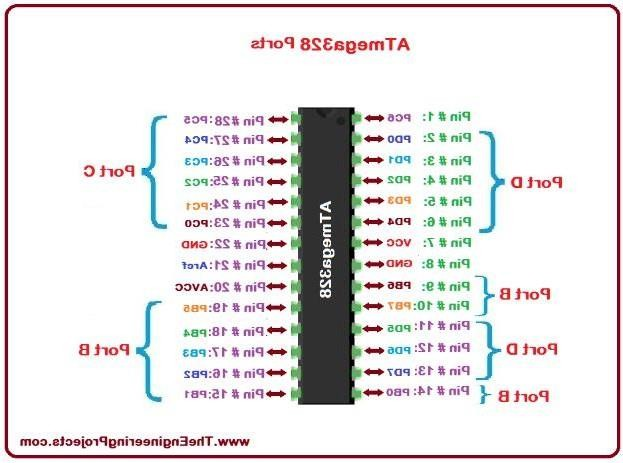 ATmega328 Ports
Pin # 1: PC6
Pin # 2: PD0
Pin # 3: PD1
Pin # 4: PD2
Pin # 5: PD3
Pin # 6: PD4
Port D
Pin # 7: VCC
Pin # 8: GND
Pin # 9: PB6
Pin # 10: PB7
Port B
Pin # 11: PD5
Pin # 12: PD6
Pin # 13: PD7
Port D
Pin # 14: PB0
Port B
ATmega328
Pin # 28:PC5
Pin # 27:PC4
Pin # 26:PC3
Pin # 25:PC2
Pin # 24:PC1
Pin # 23:PC0
Port C
Pin # 22:GND
Pin # 21:Aref
Pin # 20:AVCC
Pin # 19:PB5
Pin # 18:PB4
Pin # 17:PB3
Pin # 16:PB2
Pin # 15:PB1
Port B
www.TheEngineeringProjects.com